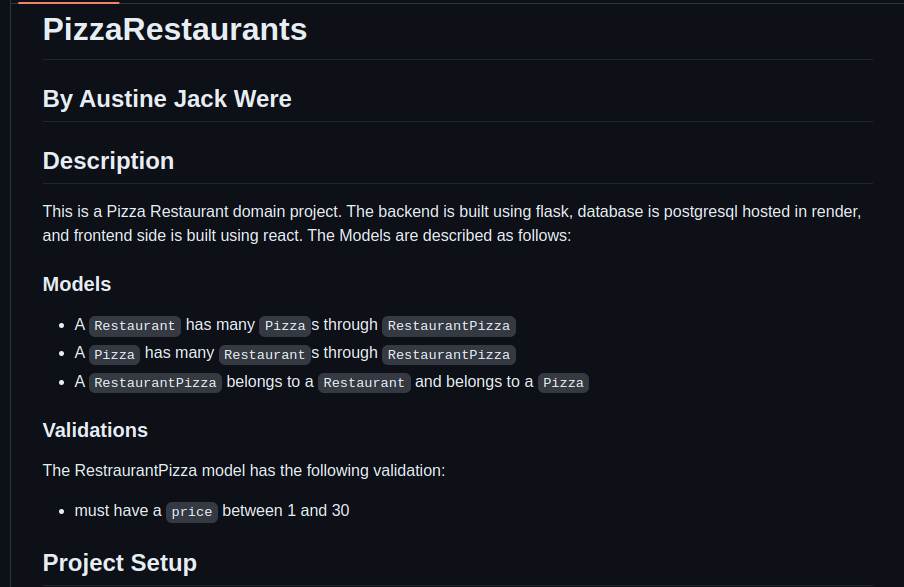 PizzaRestaurants
By Austine Jack Were
Description
This is a Pizza Restaurant domain project. The backend is built using flask, database is postgresql hosted in render,
and frontend side is built using react. The Models are described as follows:
Models
• A Restaurant has many Pizzas through RestaurantPizza
• A Pizza has many Restaurants through RestaurantPizza
• A RestaurantPizza belongs to a Restaurant and belongs to a Pizza
Validations
The RestraurantPizza model has the following validation:
• must have a price between 1 and 30
Project Setup